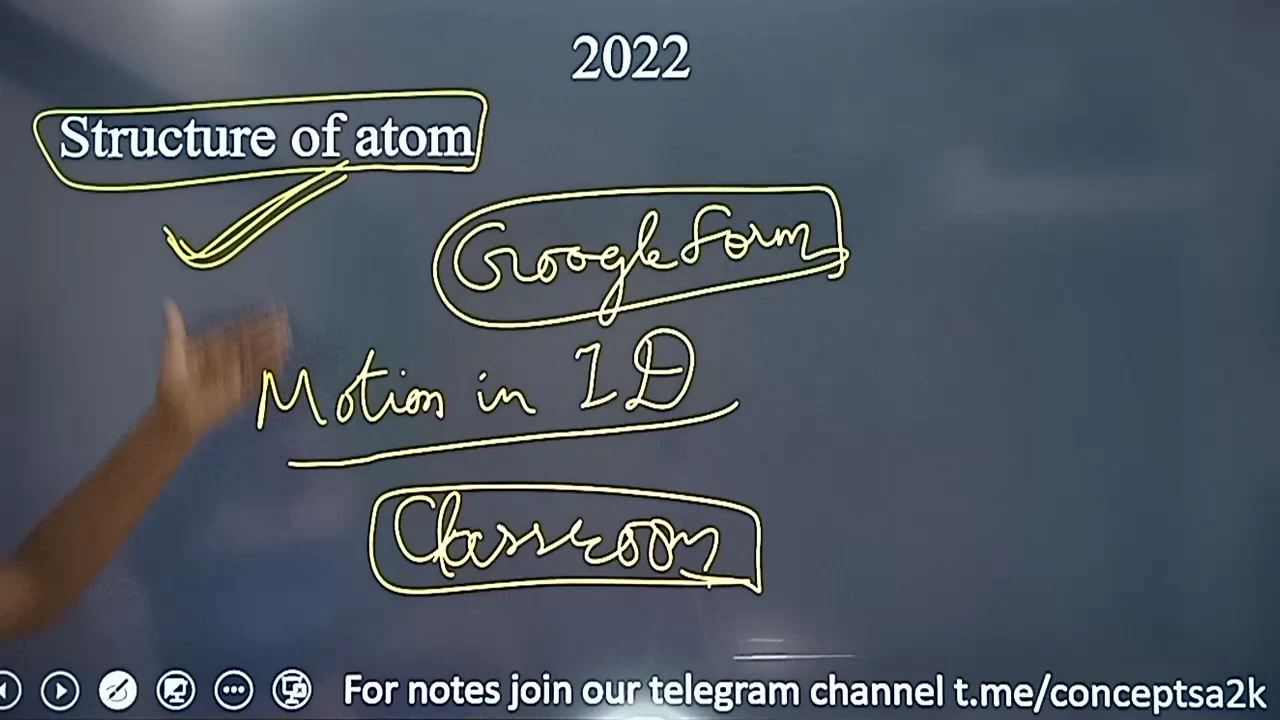 2022
Structure of atom
Google form
Motion in 1D
Classroom
For notes join our telegram channel t.me/conceptsa2k